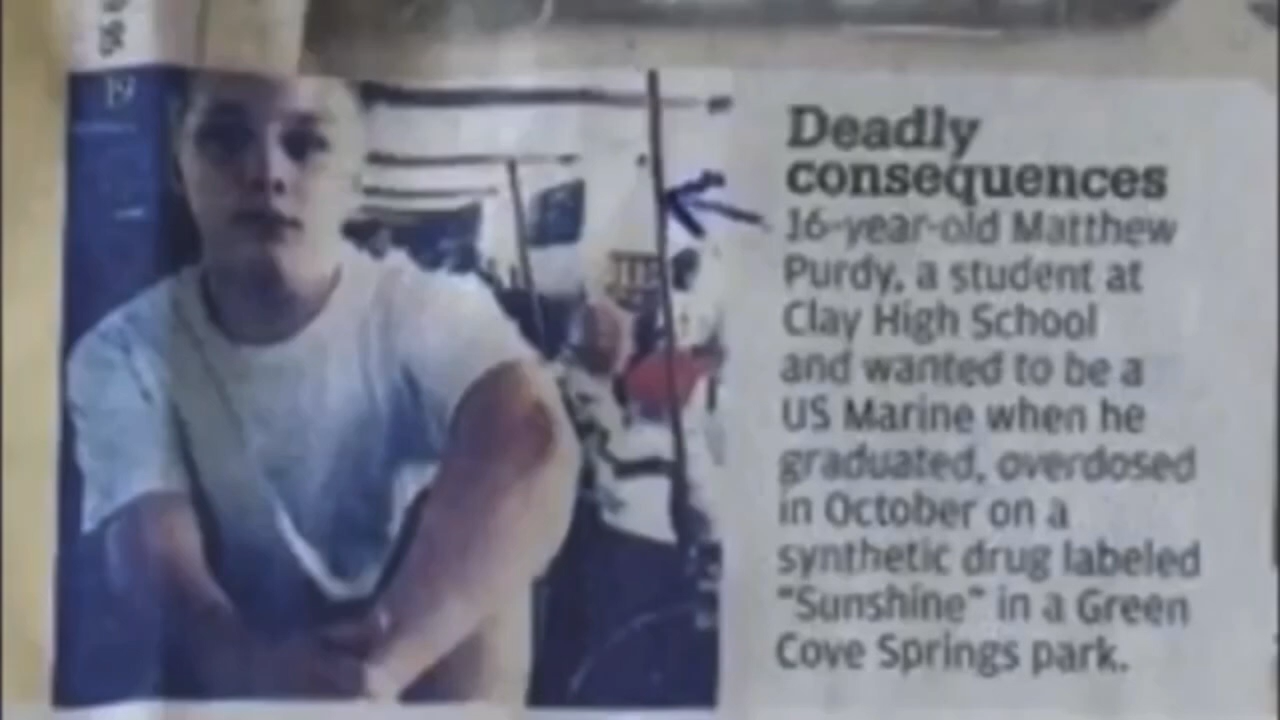 19
Deadly
consequences
16-year-old Matthew
Purdy, a student at
Clay High School
and wanted to be a
US Marine when he
graduated, overdosed
in October on a
synthetic drug labeled
"Sunshine" in a Green
Cove Springs park.